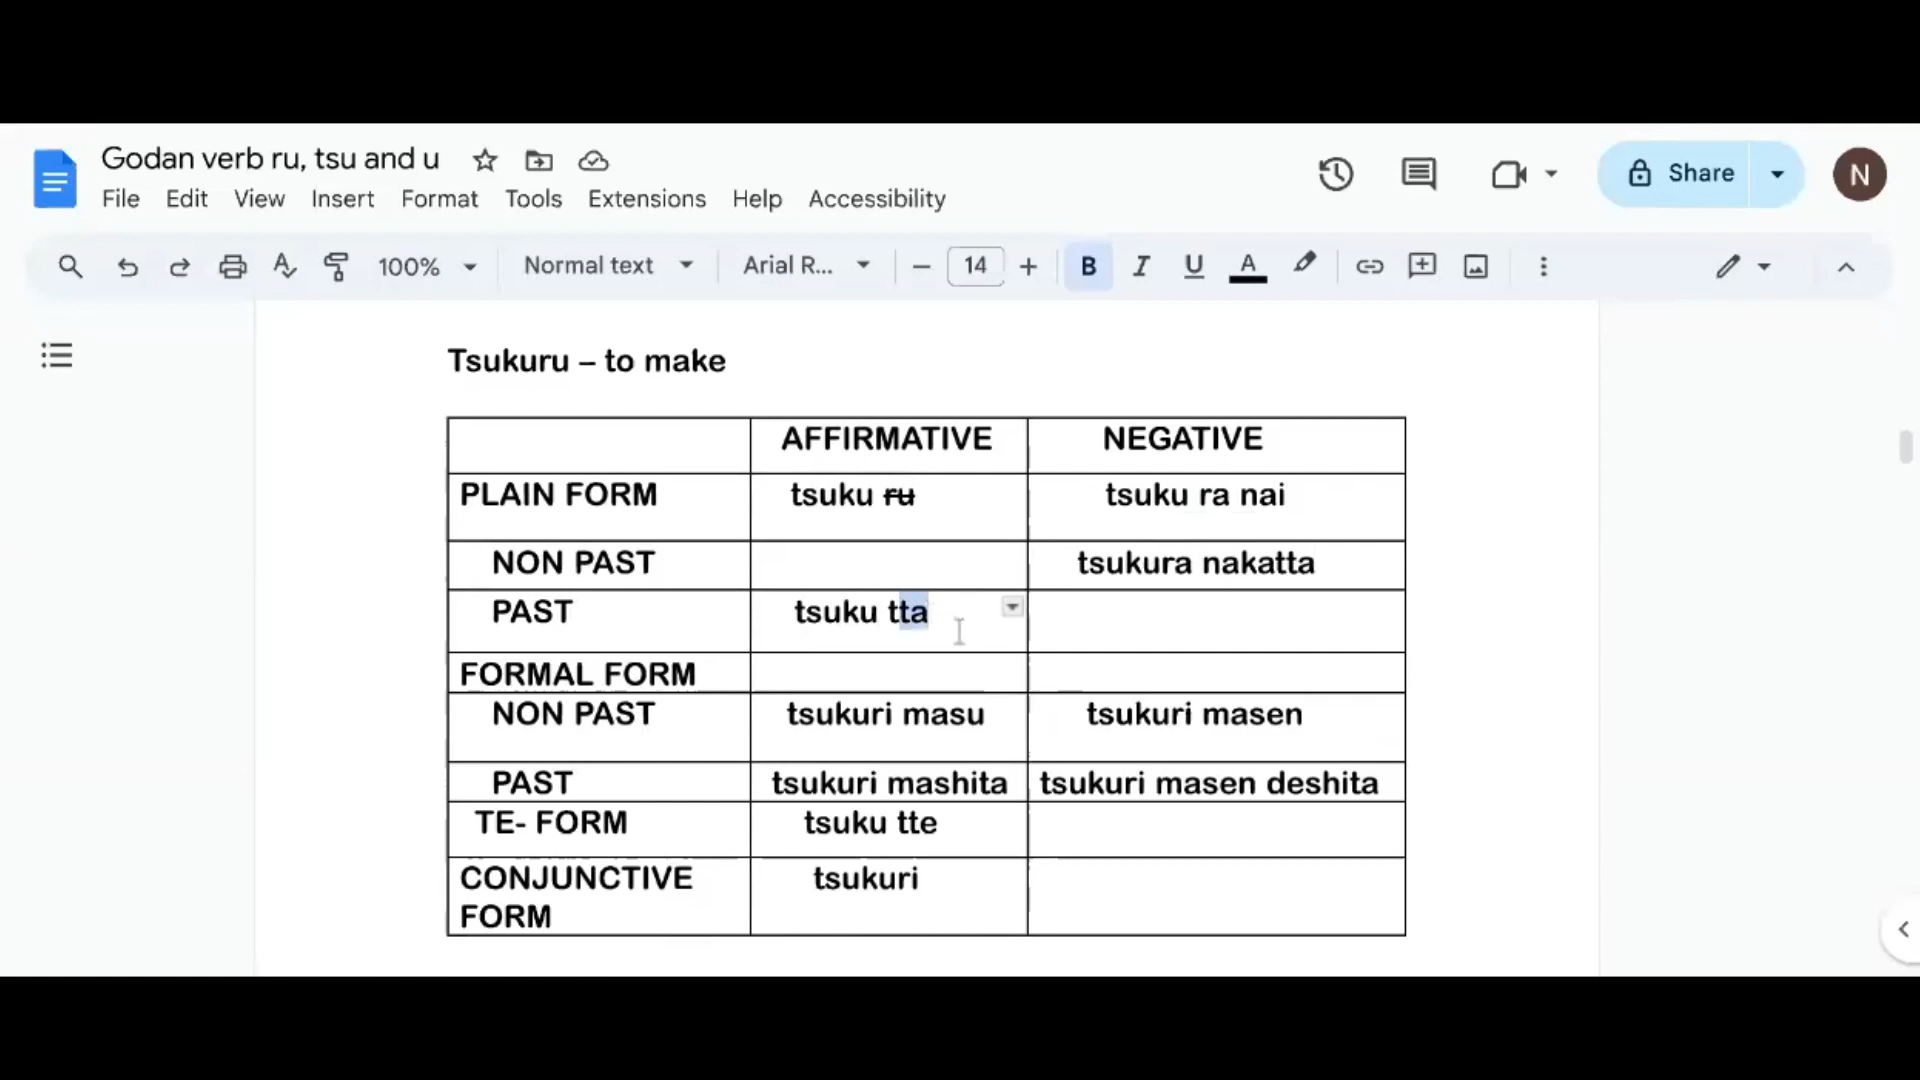 Godan verb ru, tsu and u
File Edit View Insert Format Tools Extensions Help Accessibility
Share
N
100% Normal text Arial R... 14 B I U A
Tsukuru – to make
AFFIRMATIVE NEGATIVE
PLAIN FORM tsuku ru tsuku ra nai
NON PAST tsukura nakatta
PAST tsuku tta
FORMAL FORM
NON PAST tsukuri masu tsukuri masen
PAST tsukuri mashita tsukuri masen deshita
TE- FORM tsuku tte
CONJUNCTIVE tsukuri
FORM